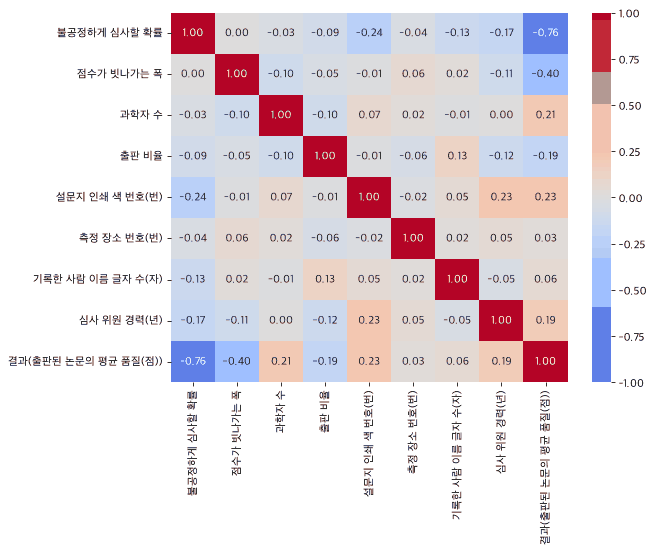 불공정하게 심사할 확률 1.00 0.00 -0.03 -0.09 -0.24 -0.04 -0.13 -0.17 -0.76
점수가 빗나가는 폭 0.00 1.00 -0.10 -0.05 -0.01 0.06 0.02 -0.11 -0.40
과학자 수 -0.03 -0.10 1.00 -0.10 0.07 0.02 -0.01 0.00 0.21
출판 비율 -0.09 -0.05 -0.10 1.00 -0.01 -0.06 0.13 -0.12 -0.19
설문지 인쇄 색 번호(번) -0.24 -0.01 0.07 -0.01 1.00 -0.02 0.05 0.23 0.23
측정 장소 번호(번) -0.04 0.06 0.02 -0.06 -0.02 1.00 0.02 0.05 0.03
기록한 사람 이름 글자 수(자) -0.13 0.02 -0.01 0.13 0.05 0.02 1.00 -0.05 0.06
심사 위원 경력(년) -0.17 -0.11 0.00 -0.12 0.23 0.05 -0.05 1.00 0.19
결과(출판된 논문의 평균 품질(점)) -0.76 -0.40 0.21 -0.19 0.23 0.03 0.06 0.19 1.00
불공정하게 심사할 확률
점수가 빗나가는 폭
과학자 수
출판 비율
설문지 인쇄 색 번호(번)
측정 장소 번호(번)
기록한 사람 이름 글자 수(자)
심사 위원 경력(년)
결과(출판된 논문의 평균 품질(점))
1.00
0.75
0.50
0.25
0.00
-0.25
-0.50
-0.75
-1.00